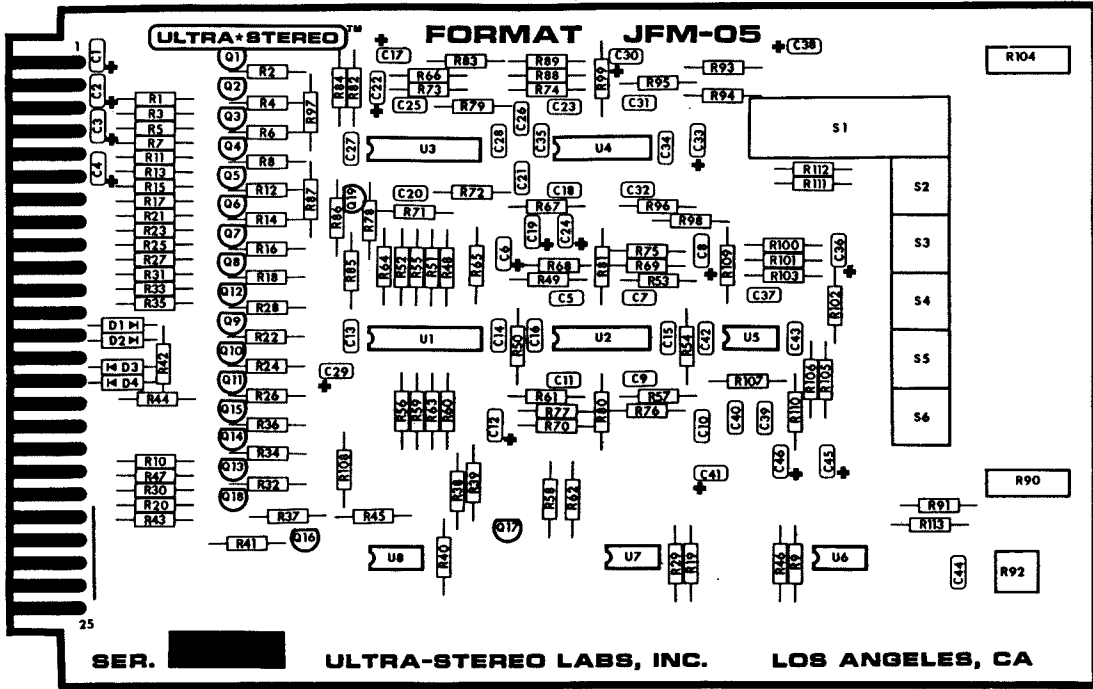 ULTRA★STEREO™ FORMAT JFM-05
1
C1
C2
C3
C4
R1
R3
R5
R7
R11
R13
R15
R17
R21
R23
R25
R27
R31
R33
R35
D1
D2
D3
D4
R42
R44
R10
R47
R30
R20
R43
25
Q1
Q2
Q3
Q4
Q5
Q6
Q7
Q8
Q12
Q9
Q10
Q11
Q15
Q14
Q13
Q18
R2
R4
R6
R8
R12
R14
R16
R18
R28
R22
R24
R26
R36
R34
R32
R37
R45
R41
Q16
R97
R87
R84
R82
C17
C22
R83
R66
R73
C25
R79
R89
R88
R74
C23
C26
R99
C30
R95
C31
R93
R94
C38
R104
C27
U3
C28
C35
U4
C34
C33
S1
Q19
R86
R78
C20
R71
R72
C21
C18
R67
C32
R96
R98
R112
R111
S2
R85
R64
R52
R55
R51
R48
R65
C6
C19
C24
R68
R49
C5
R81
R75
R69
R53
C7
C8
R109
R100
R101
R103
C37
C36
R102
S3
S4
C13
U1
C14
R50
C16
U2
C15
R54
C42
U5
C43
S5
C29
R56
R59
R63
R60
C12
C11
R61
R77
R70
R80
C9
R57
R76
C10
R107
C40
C39
R110
R106
R105
S6
R108
R38
R39
R58
R62
C41
C46
C45
R90
R91
R113
U8
R40
Q17
U7
R29
R19
R46
R9
U6
C44
R92
SER. ULTRA-STEREO LABS, INC. LOS ANGELES, CA